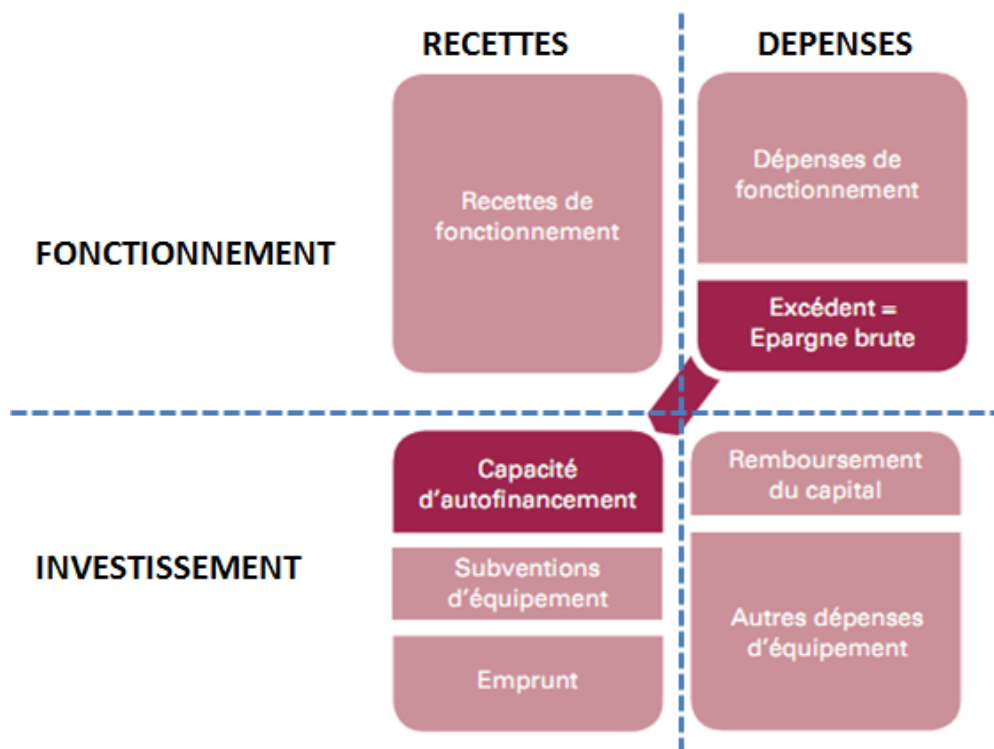 RECETTES
DEPENSES
FONCTIONNEMENT
Recettes de
fonctionnement
Dépenses de
fonctionnement
Excédent =
Epargne brute
INVESTISSEMENT
Capacité
d'autofinancement
Subventions
d'équipement
Emprunt
Remboursement
du capital
Autres dépenses
d'équipement